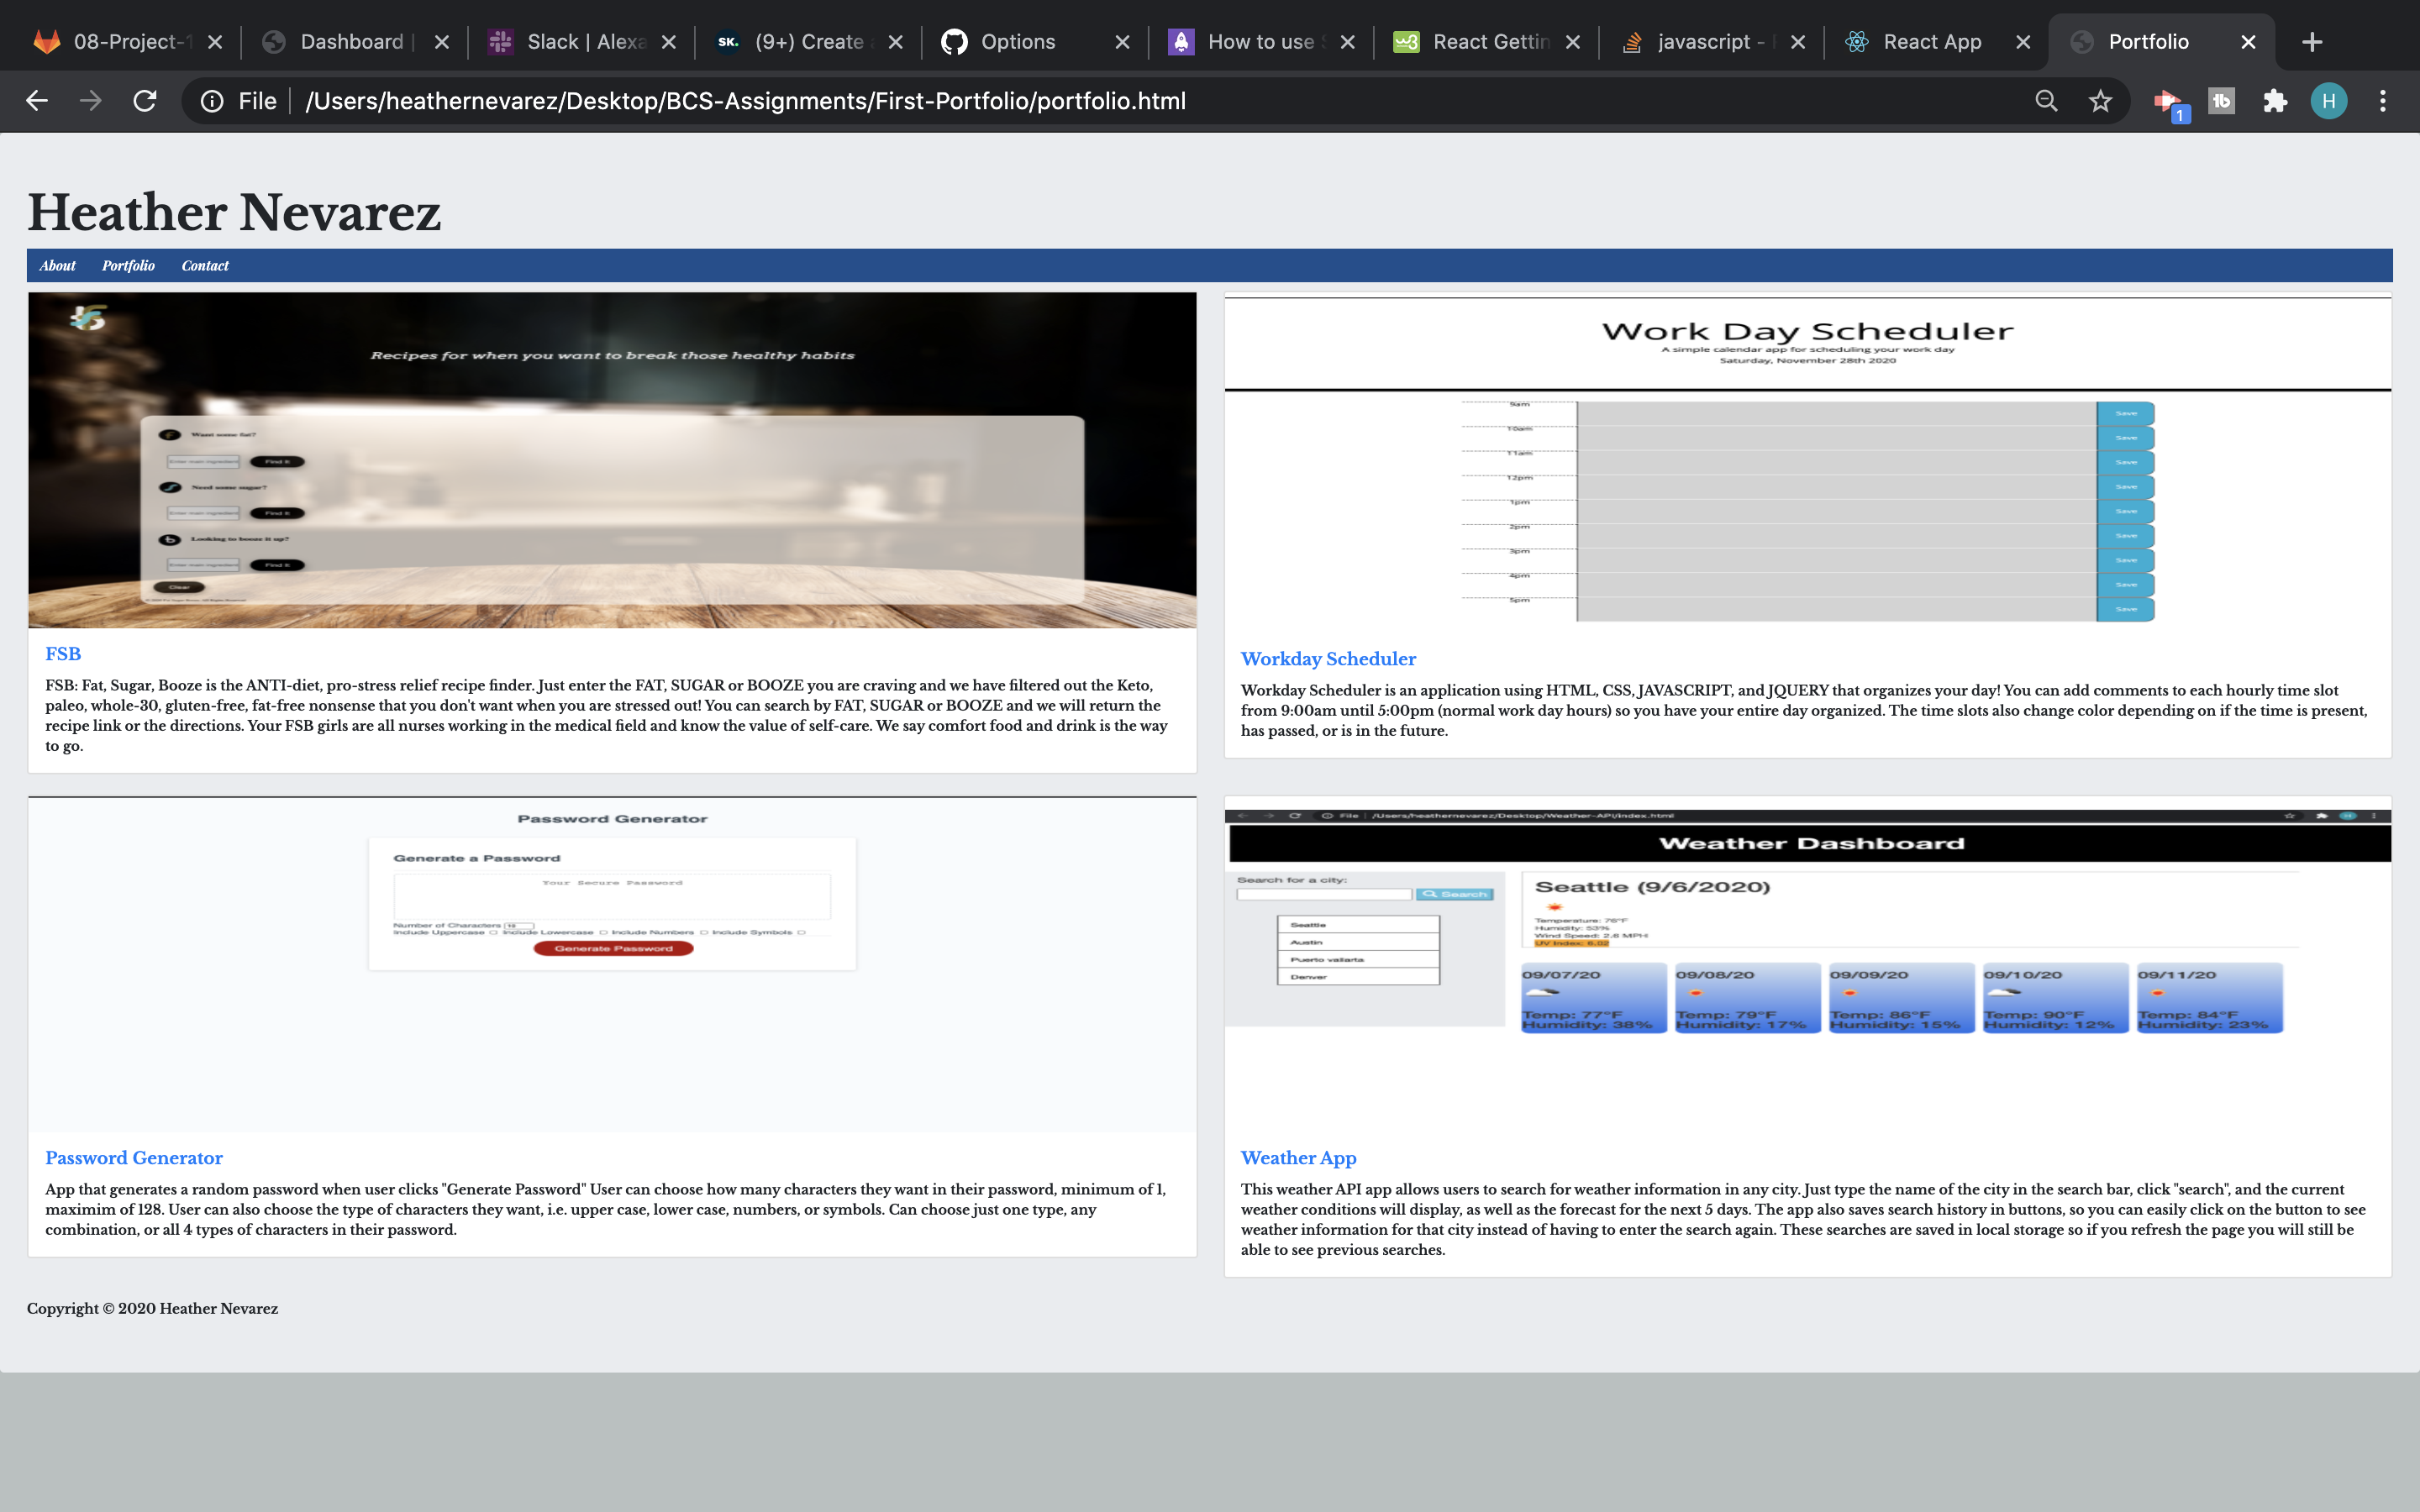 08-Project-1
Dashboard |
Slack | Alexa
SK.
(9+) Create a
Options
How to use S
w3
React Gettin
javascript -
React App
Portfolio
File
/Users/heathernevarez/Desktop/BCS-Assignments/First-Portfolio/portfolio.html
1
tb
H
Heather Nevarez
About Portfolio Contact
Recipes for when you want to break those healthy habits
Want some fat?
Enter main ingredient Find It
Need some sugar?
Enter main ingredient Find It
b
Looking to booze it up?
Enter main ingredient Find It
Clear
FSB
FSB: Fat, Sugar, Booze is the ANTI-diet, pro-stress relief recipe finder. Just enter the FAT, SUGAR or BOOZE you are craving and we have filtered out the Keto,
paleo, whole-30, gluten-free, fat-free nonsense that you don't want when you are stressed out! You can search by FAT, SUGAR or BOOZE and we will return the
recipe link or the directions. Your FSB girls are all nurses working in the medical field and know the value of self-care. We say comfort food and drink is the way
to go.
Work Day Scheduler
A simple calendar app for scheduling your work day
Saturday, November 28th 2020
9am Save
10am Save
11am Save
12pm Save
1pm Save
2pm Save
3pm Save
4pm Save
5pm Save
Workday Scheduler
Workday Scheduler is an application using HTML, CSS, JAVASCRIPT, and JQUERY that organizes your day! You can add comments to each hourly time slot
from 9:00am until 5:00pm (normal work day hours) so you have your entire day organized. The time slots also change color depending on if the time is present,
has passed, or is in the future.
Password Generator
Generate a Password
Your Secure Password
Number of Characters
Include Uppercase Include Lowercase Include Numbers Include Symbols
Generate Password
Password Generator
App that generates a random password when user clicks "Generate Password" User can choose how many characters they want in their password, minimum of 1,
maximim of 128. User can also choose the type of characters they want, i.e. upper case, lower case, numbers, or symbols. Can choose just one type, any
combination, or all 4 types of characters in their password.
File /Users/heathernevarez/Desktop/Weather-API/index.html
Weather Dashboard
Search for a city:
Search
Seattle
Austin
Puerto vallarta
Denver
Seattle (9/6/2020)
Temperature: 76°F
Humidity: 53%
Wind Speed: 2.6 MPH
UV Index: 6.02
09/07/20 09/08/20 09/09/20 09/10/20 09/11/20
Temp: 77°F Temp: 79°F Temp: 86°F Temp: 90°F Temp: 84°F
Humidity: 38% Humidity: 17% Humidity: 15% Humidity: 12% Humidity: 23%
Weather App
This weather API app allows users to search for weather information in any city. Just type the name of the city in the search bar, click "search", and the current
weather conditions will display, as well as the forecast for the next 5 days. The app also saves search history in buttons, so you can easily click on the button to see
weather information for that city instead of having to enter the search again. These searches are saved in local storage so if you refresh the page you will still be
able to see previous searches.
Copyright © 2020 Heather Nevarez